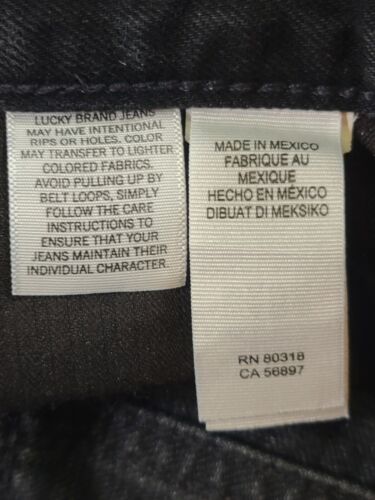 LUCKY BRAND JEANS
MAY HAVE INTENTIONAL
RIPS OR HOLES. COLOR
MAY TRANSFER TO LIGHTER
COLORED FABRICS.
AVOID PULLING UP BY
BELT LOOPS, SIMPLY
FOLLOW THE CARE
INSTRUCTIONS TO
ENSURE THAT YOUR
JEANS MAINTAIN THEIR
INDIVIDUAL CHARACTER.
MADE IN MEXICO
FABRIQUE AU
MEXIQUE
HECHO EN MÉXICO
DIBUAT DI MEKSIKO
RN 80318
CA 56897